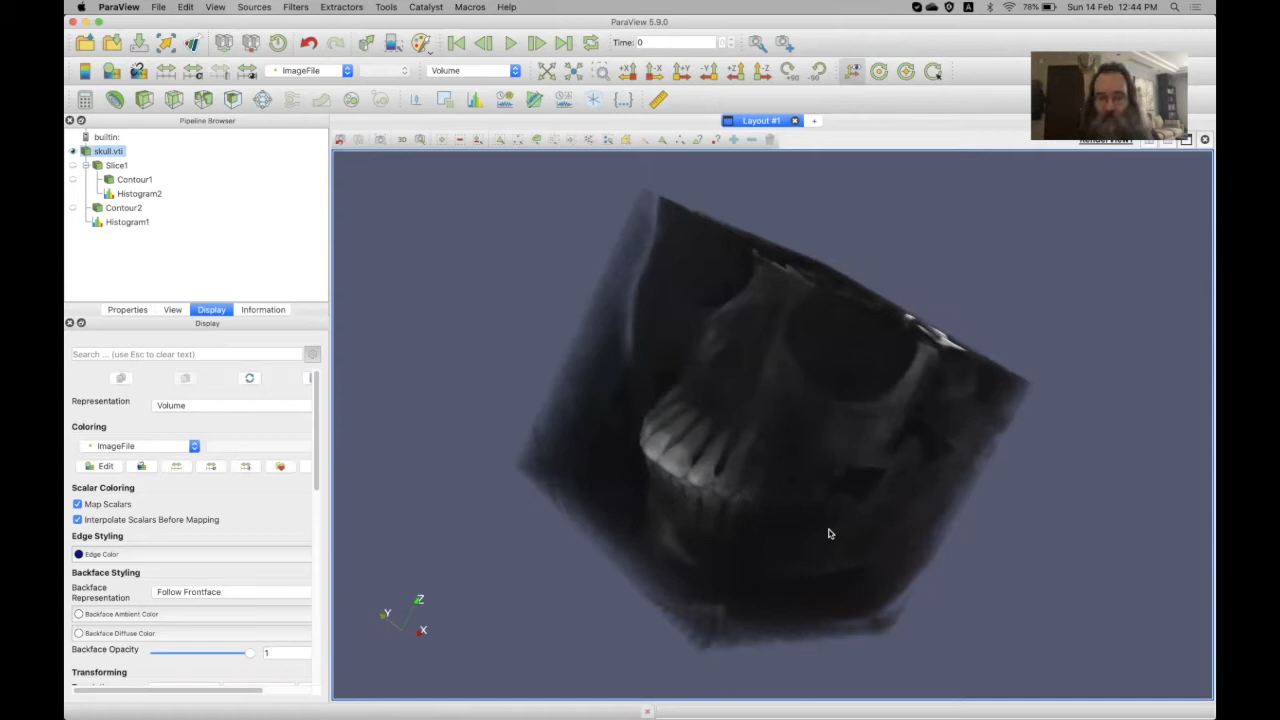 ParaView File Edit View Sources Filters Extractors Tools Catalyst Macros Help 78% Sun 14 Feb 12:44 PM
ParaView 5.9.0
Time: 0
ImageFile Volume +X -X +Y -Y +Z -Z +90 -90
Pipeline Browser
Layout #1
3D
builtin:
skull.vti
Slice1
Contour1
Histogram2
Contour2
Histogram1
Properties View Display Information
Display
Search ... (use Esc to clear text)
Representation Volume
Coloring
ImageFile
Edit
Scalar Coloring
Map Scalars
Interpolate Scalars Before Mapping
Edge Styling
Edge Color
Backface Styling
Backface
Representation Follow Frontface
Backface Ambient Color
Backface Diffuse Color
Backface Opacity 1
Transforming
Z
Y
X